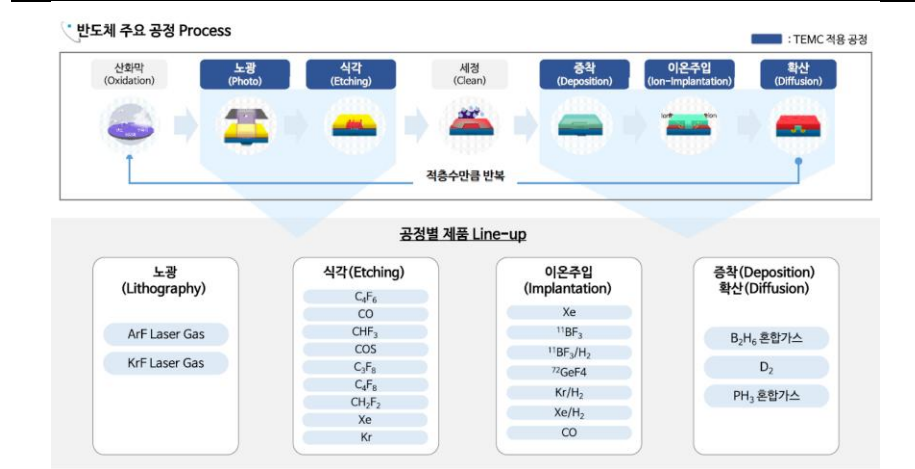 반도체 주요 공정 Process
: TEMC 적용 공정
산화막
(Oxidation)
노광
(Photo)
식각
(Etching)
세정
(Clean)
증착
(Deposition)
이온주입
(Ion-Implantation)
확산
(Diffusion)
적층수만큼 반복
공정별 제품 Line-up
노광
(Lithography)
ArF Laser Gas
KrF Laser Gas
식각(Etching)
C₄F₆
CO
CHF₃
COS
C₃F₈
C₄F₈
CH₂F₂
Xe
Kr
이온주입
(Implantation)
Xe
¹¹BF₃
¹¹BF₃/H₂
⁷²GeF4
Kr/H₂
Xe/H₂
CO
증착(Deposition)
확산(Diffusion)
B₂H₆ 혼합가스
D₂
PH₃ 혼합가스